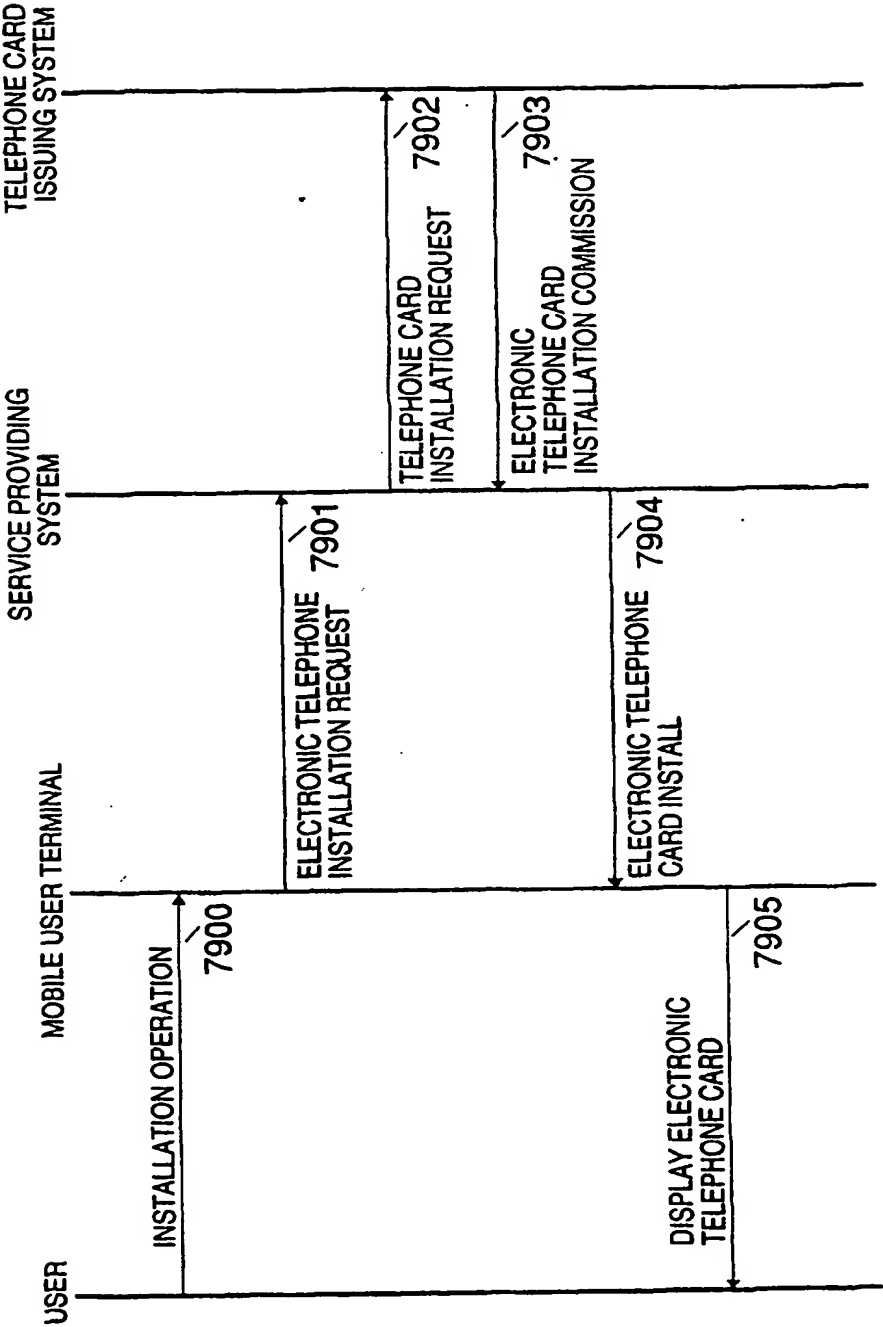 USER
MOBILE USER TERMINAL
SERVICE PROVIDING
SYSTEM
TELEPHONE CARD
ISSUING SYSTEM
INSTALLATION OPERATION
7900
ELECTRONIC TELEPHONE
INSTALLATION REQUEST
7901
TELEPHONE CARD
INSTALLATION REQUEST
7902
ELECTRONIC
TELEPHONE CARD
INSTALLATION COMMISSION
7903
ELECTRONIC TELEPHONE
CARD INSTALL
7904
DISPLAY ELECTRONIC
TELEPHONE CARD
7905